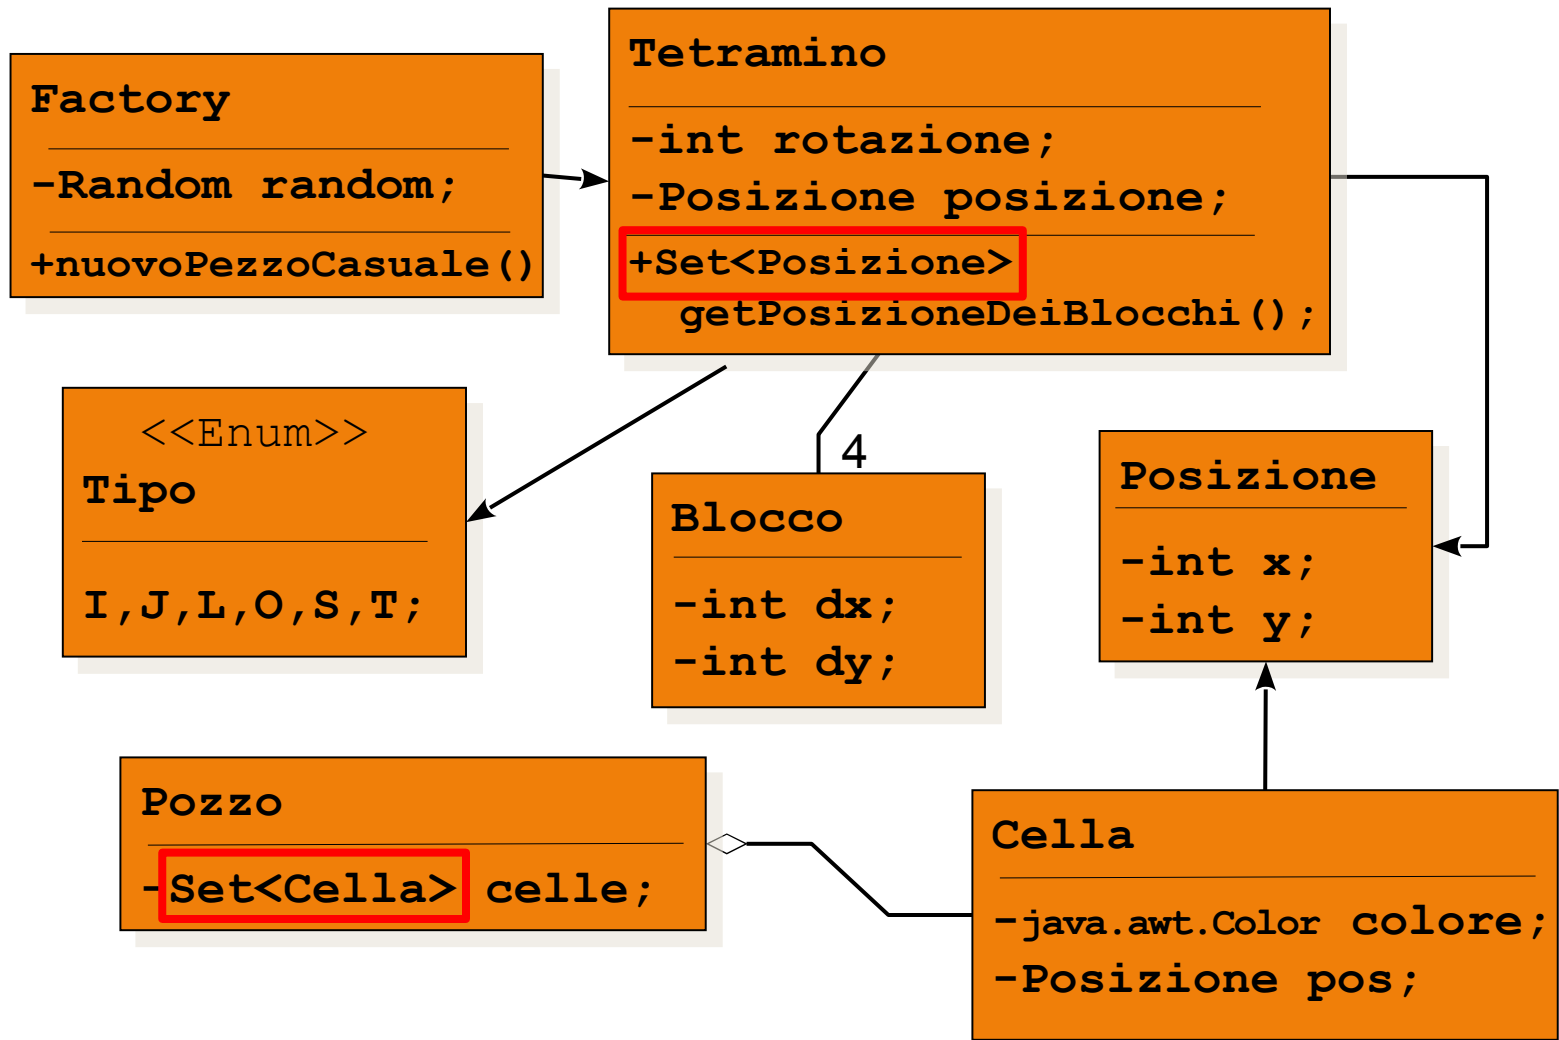 Factory
-Random random;
+nuovoPezzoCasuale()
Tetramino
-int rotazione;
-Posizione posizione;
+Set<Posizione>
getPosizioneDeiBlocchi();
<<Enum>>
Tipo
I,J,L,O,S,T;
4
Blocco
-int dx;
-int dy;
Posizione
-int x;
-int y;
Pozzo
-Set<Cella> celle;
Cella
-java.awt.Color colore;
-Posizione pos;